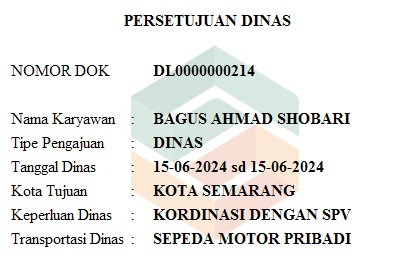 PERSETUJUAN DINAS
NOMOR DOK DL0000000214
Nama Karyawan : BAGUS AHMAD SHOBARI
Tipe Pengajuan : DINAS
Tanggal Dinas : 15-06-2024 sd 15-06-2024
Kota Tujuan : KOTA SEMARANG
Keperluan Dinas : KORDINASI DENGAN SPV
Transportasi Dinas : SEPEDA MOTOR PRIBADI